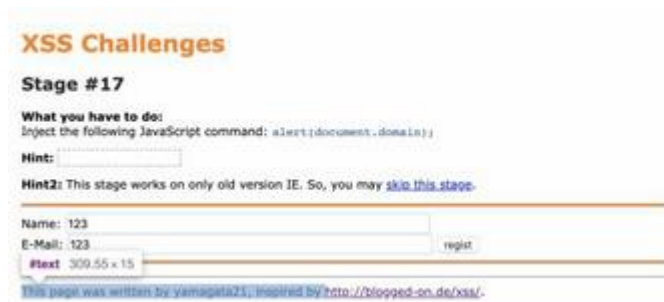 XSS Challenges
Stage #17
What you have to do:
Inject the following JavaScript command: alert(document.domain);
Hint:
Hint2: This stage works on only old version IE. So, you may skip this stage.
Name: 123
E-Mail: 123 regist
#text 309.55 × 15
This page was written by yamagata21, inspired by http://blogged-on.de/xss/.